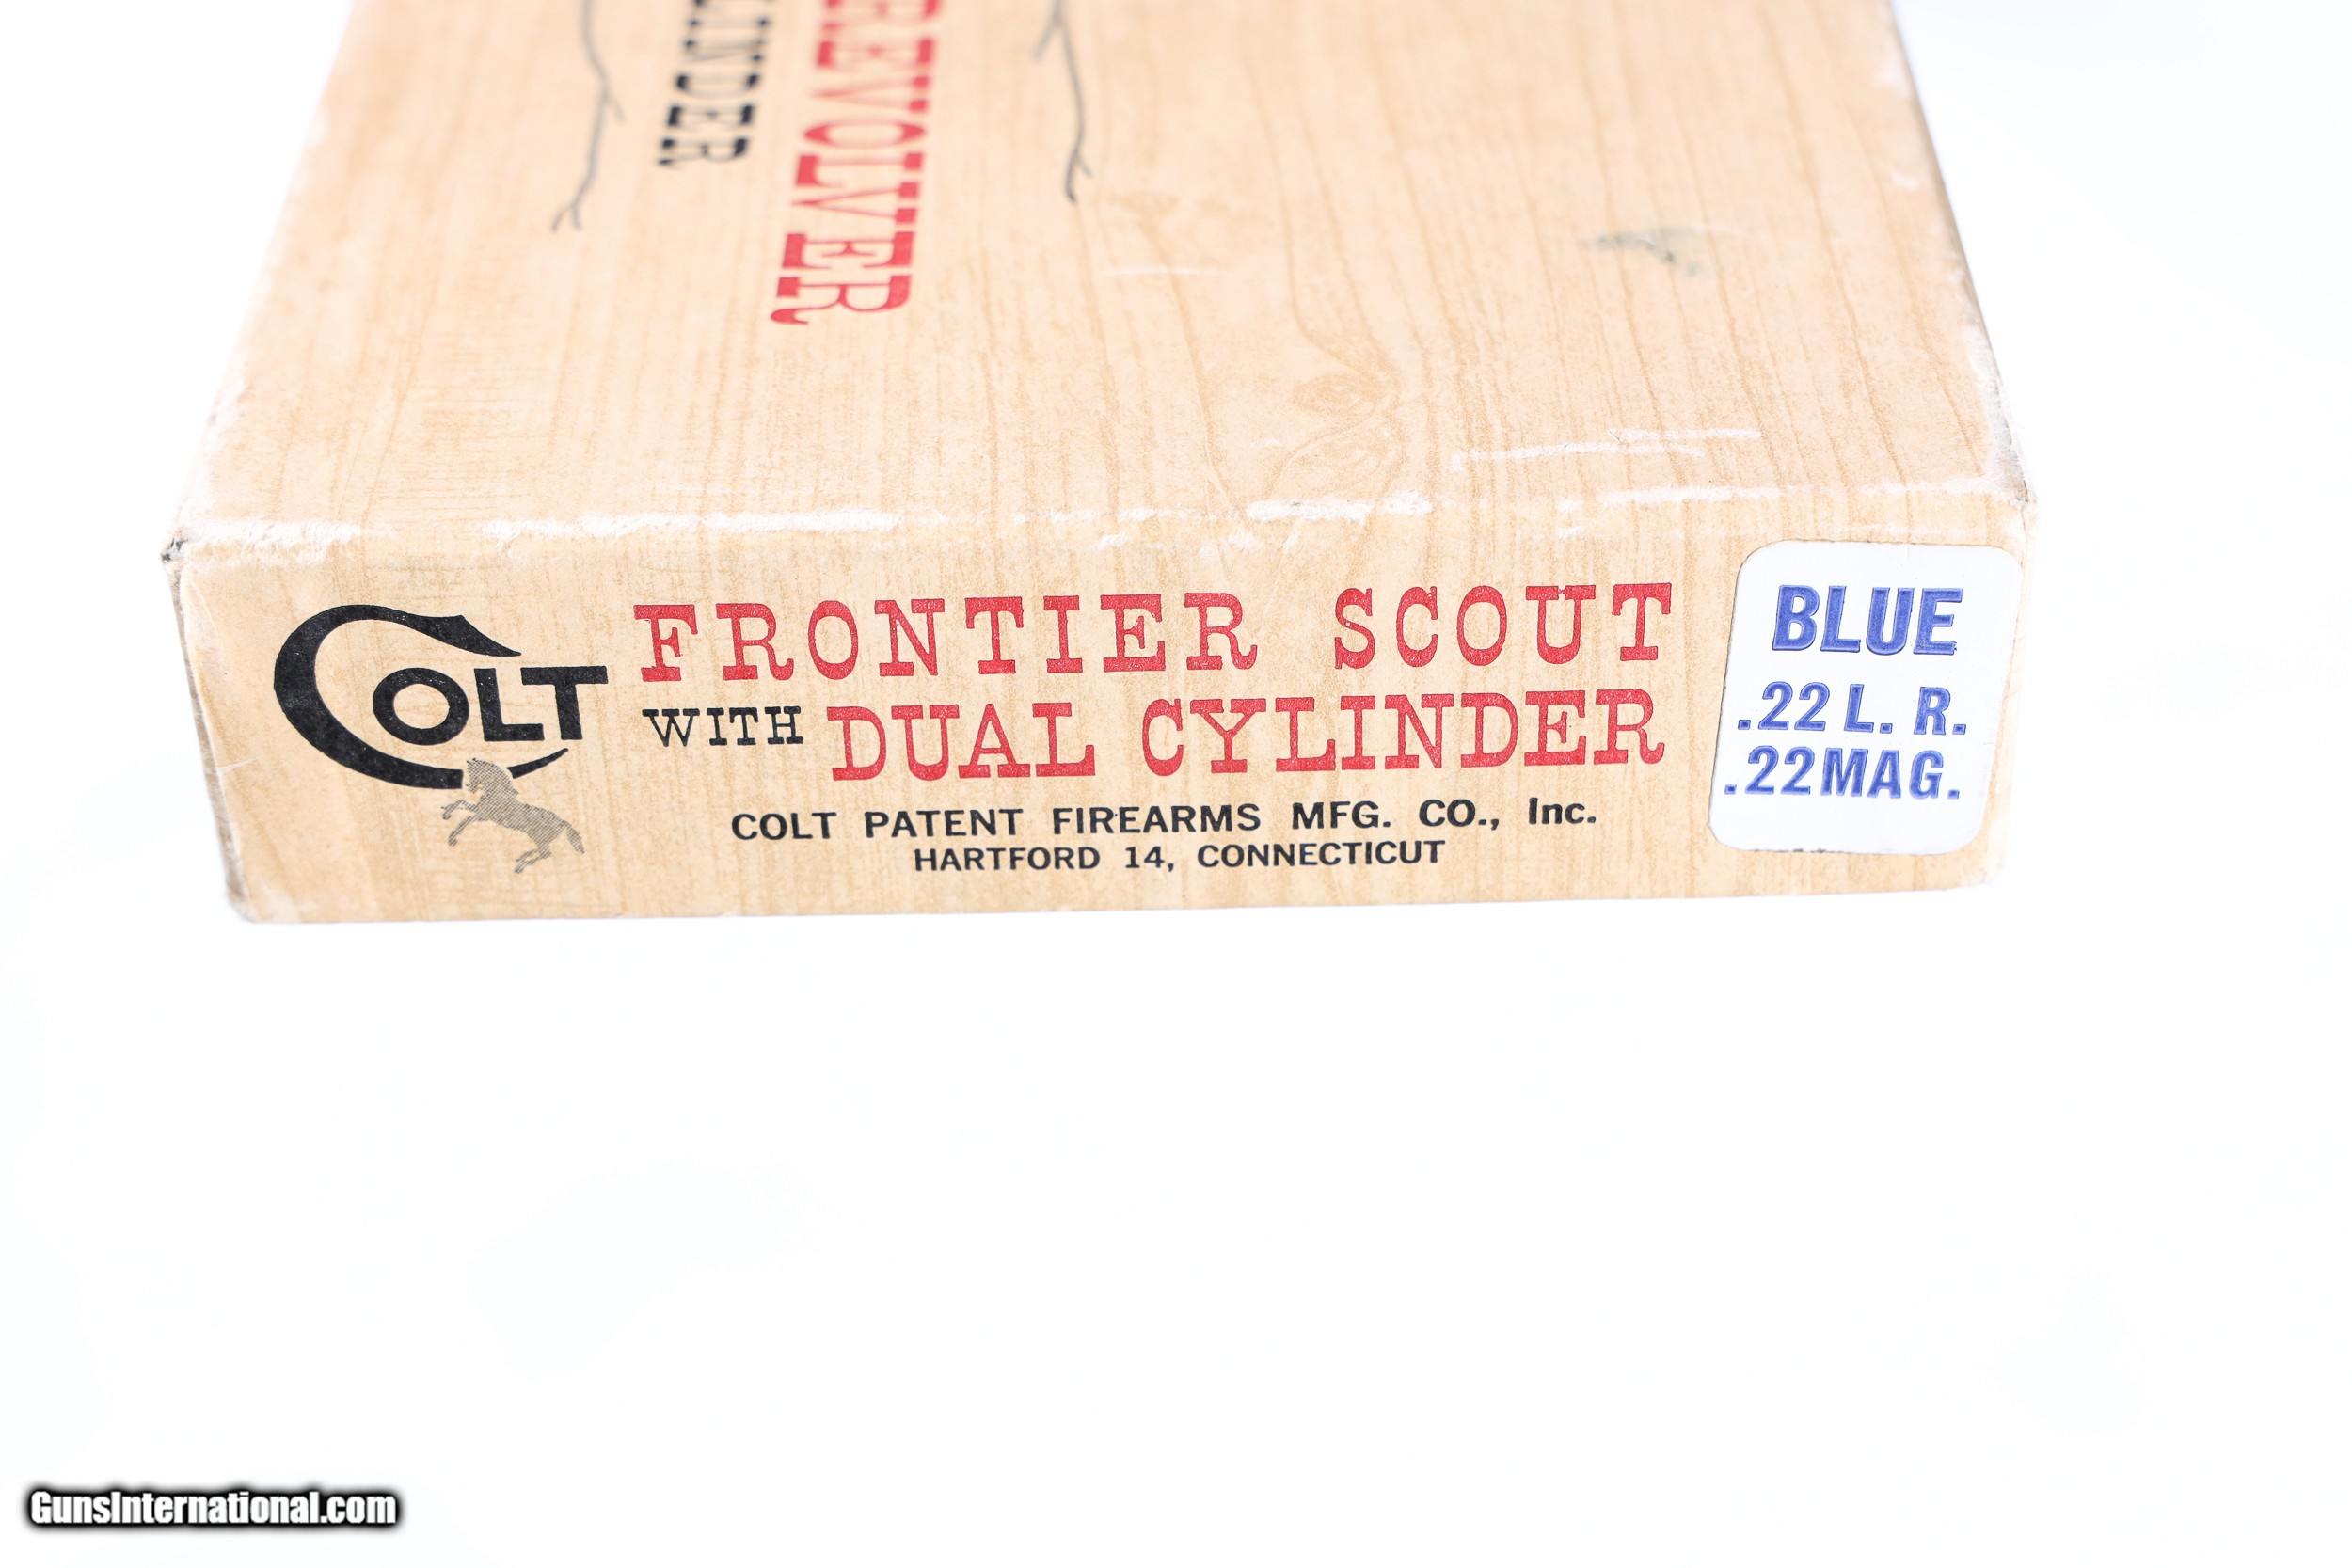 REVOLVER
COLT
FRONTIER SCOUT
WITH DUAL CYLINDER
COLT PATENT FIREARMS MFG. CO., Inc.
HARTFORD 14, CONNECTICUT
BLUE
.22 L. R.
.22 MAG.
GunsInternational.com